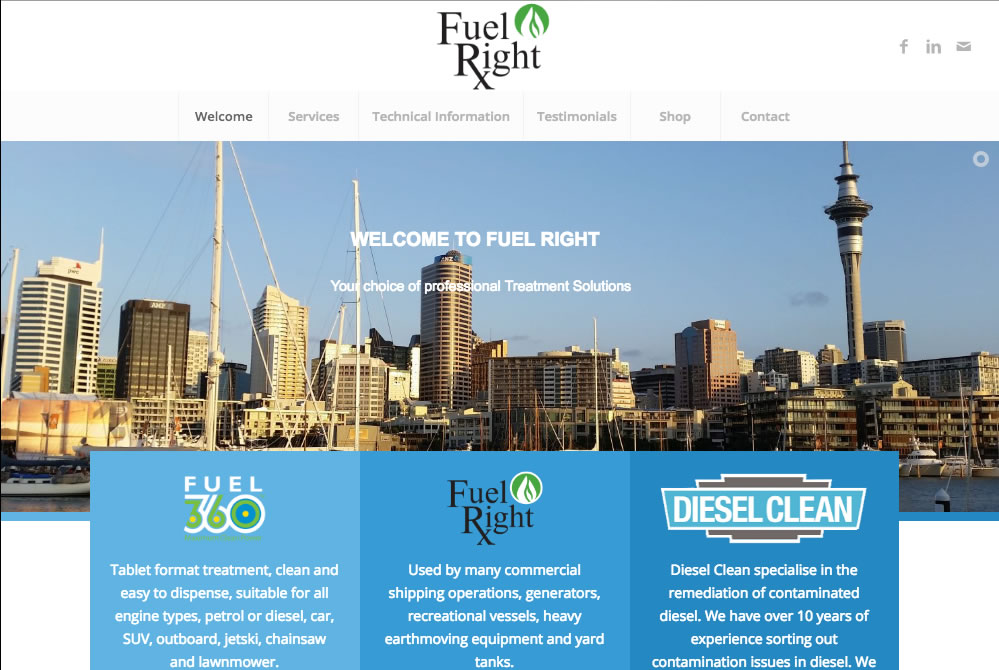 Fuel
Right
x
Welcome
Services
Technical Information
Testimonials
Shop
Contact
WELCOME TO FUEL RIGHT
Your choice of professional Treatment Solutions
pwc
ANZ
ANZ
FUEL
360
Tablet format treatment, clean and
easy to dispense, suitable for all
engine types, petrol or diesel, car,
SUV, outboard, jetski, chainsaw
and lawnmower.
Fuel
Right
x
Used by many commercial
shipping operations, generators,
recreational vessels, heavy
earthmoving equipment and yard
tanks.
DIESEL CLEAN
Diesel Clean specialise in the
remediation of contaminated
diesel. We have over 10 years of
experience sorting out
contamination issues in diesel. We